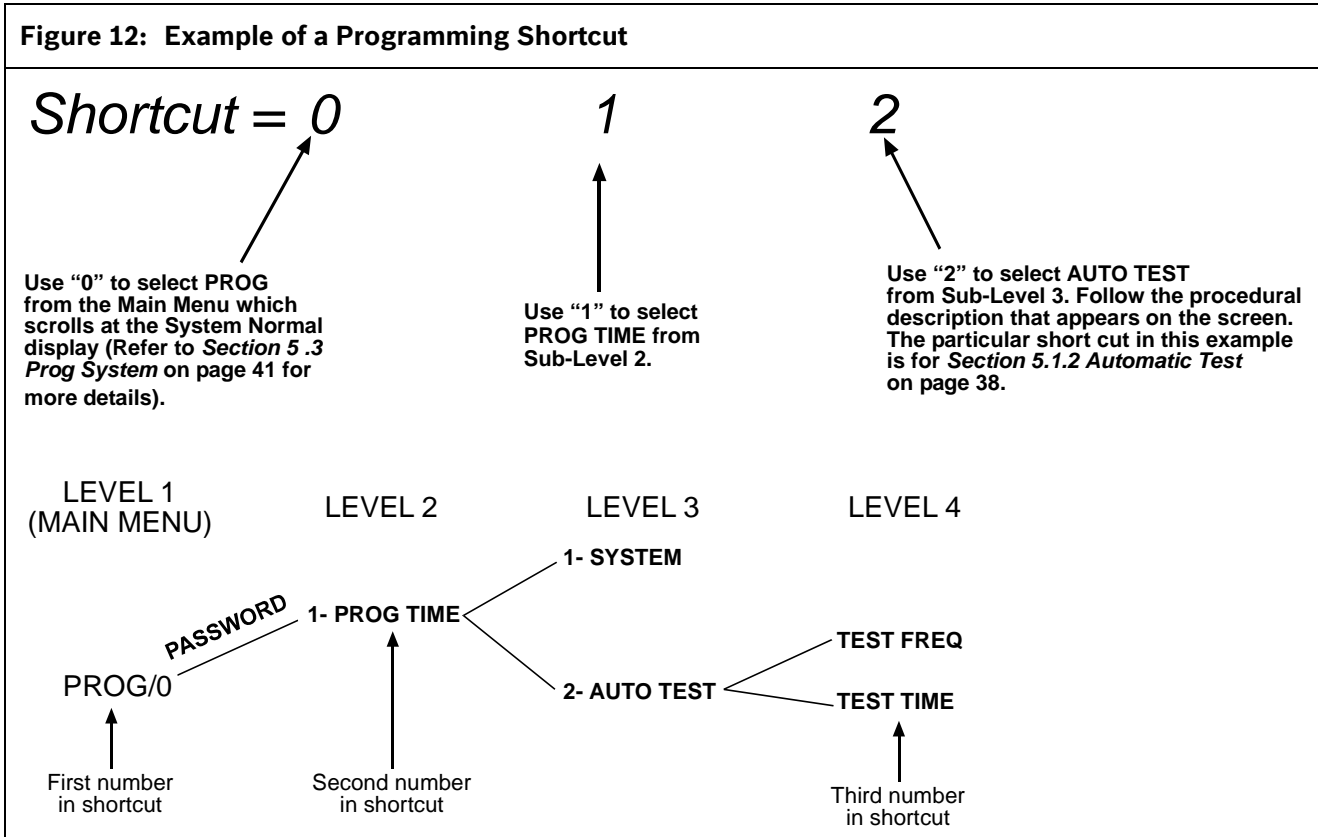 Figure 12: Example of a Programming Shortcut
Shortcut = 0 1 2
Use “0” to select PROG
from the Main Menu which
scrolls at the System Normal
display (Refer to Section 5 .3
Prog System on page 41 for
more details).
Use “1” to select
PROG TIME from
Sub-Level 2.
Use “2” to select AUTO TEST
from Sub-Level 3. Follow the procedural
description that appears on the screen.
The particular short cut in this example
is for Section 5.1.2 Automatic Test
on page 38.
LEVEL 1
(MAIN MENU)
LEVEL 2
LEVEL 3
LEVEL 4
1- SYSTEM
PASSWORD
1- PROG TIME
TEST FREQ
PROG/0
2- AUTO TEST
TEST TIME
First number
in shortcut
Second number
in shortcut
Third number
in shortcut